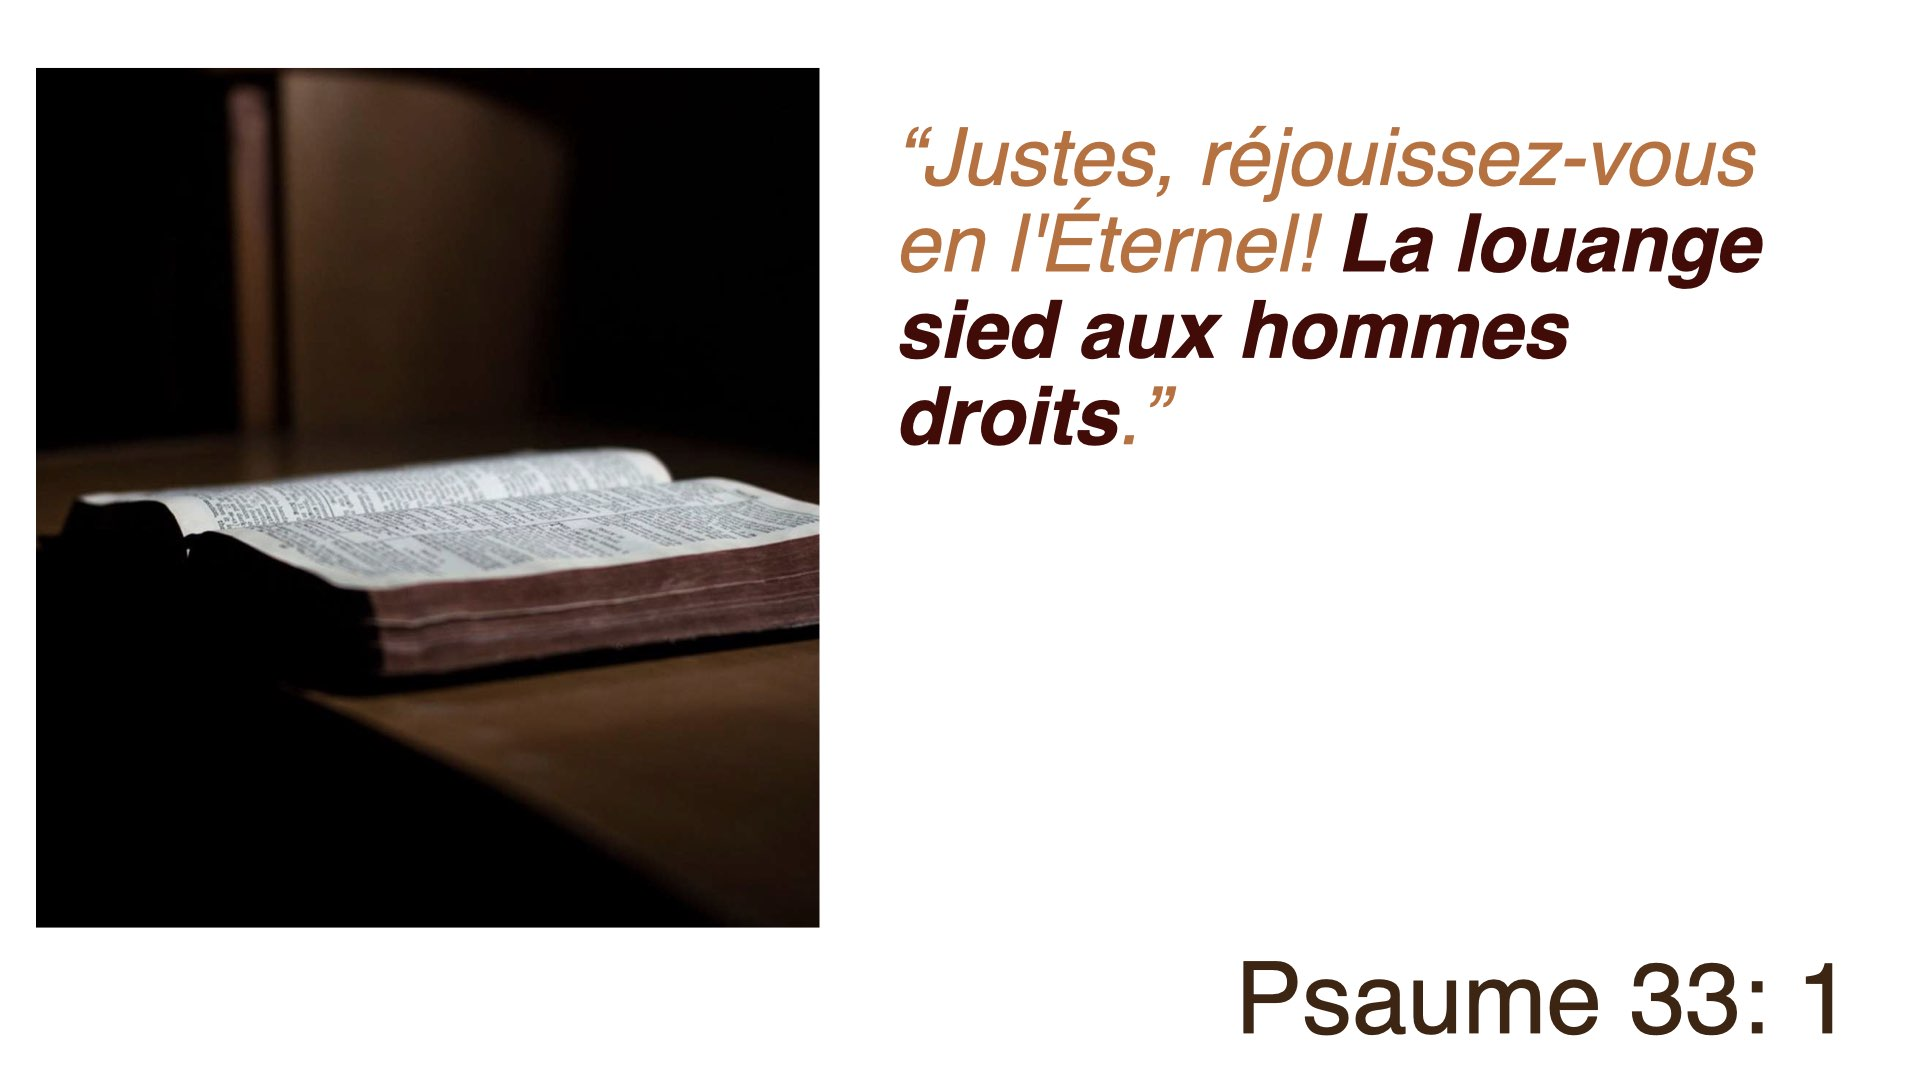 “Justes, réjouissez-vous
en l'Éternel! La louange
sied aux hommes
droits.”
Psaume 33: 1